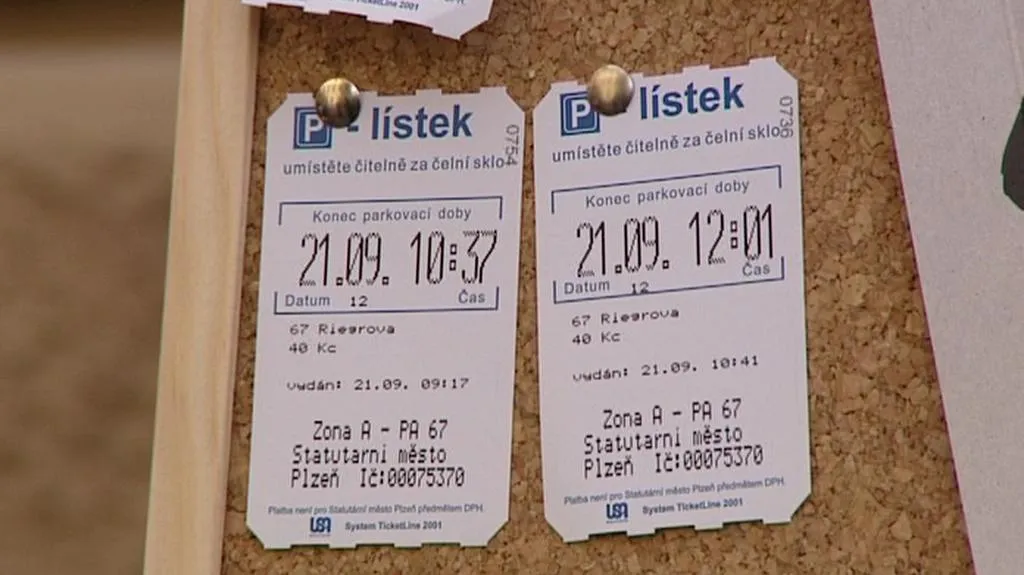 TicketLine 2001
P - lístek
0754
umístěte čitelně za čelní sklo
Konec parkovací doby
21.09. 10:37
Datum 12 Čas
67 Riegrova
40 Kc
vydán: 21.09. 09:17
Zona A - PA 67
Statutarni město
Plzeň Ič:00075370
Platba není pro Statutární město Plzeň předmětem DPH.
System TicketLine 2001
P - lístek
0736
umístěte čitelně za čelní sklo
Konec parkovací doby
21.09. 12:01
Datum 12 Čas
67 Riegrova
40 Kc
vydán: 21.09. 10:41
Zona A - PA 67
Statutarni město
Plzeň Ič:00075370
Platba není pro Statutární město Plzeň předmětem DPH.
System TicketLine 2001